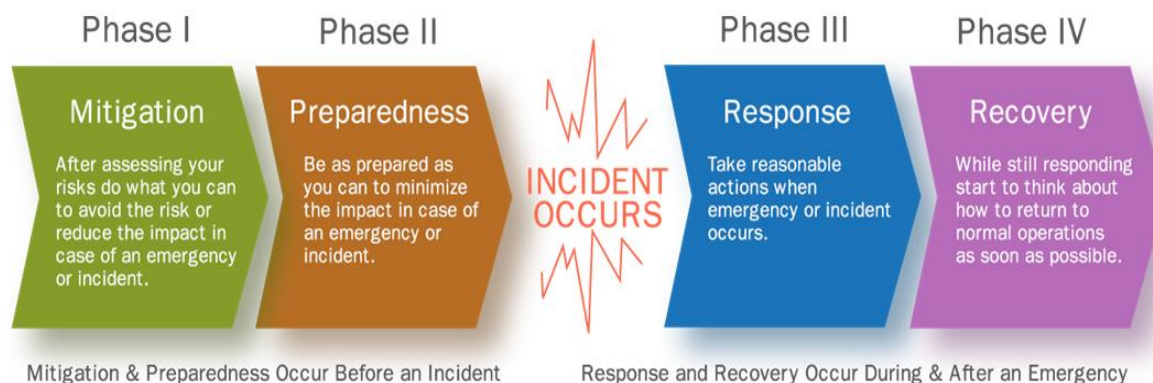 Phase I
Phase II
Phase III
Phase IV
Mitigation
After assessing your
risks do what you can
to avoid the risk or
reduce the impact in
case of an emergency
or incident.
Preparedness
Be as prepared as
you can to minimize
the impact in case of
an emergency or
incident.
INCIDENT
OCCURS
Response
Take reasonable
actions when
emergency or incident
occurs.
Recovery
While still responding
start to think about
how to return to
normal operations
as soon as possible.
Mitigation & Preparedness Occur Before an Incident
Response and Recovery Occur During & After an Emergency